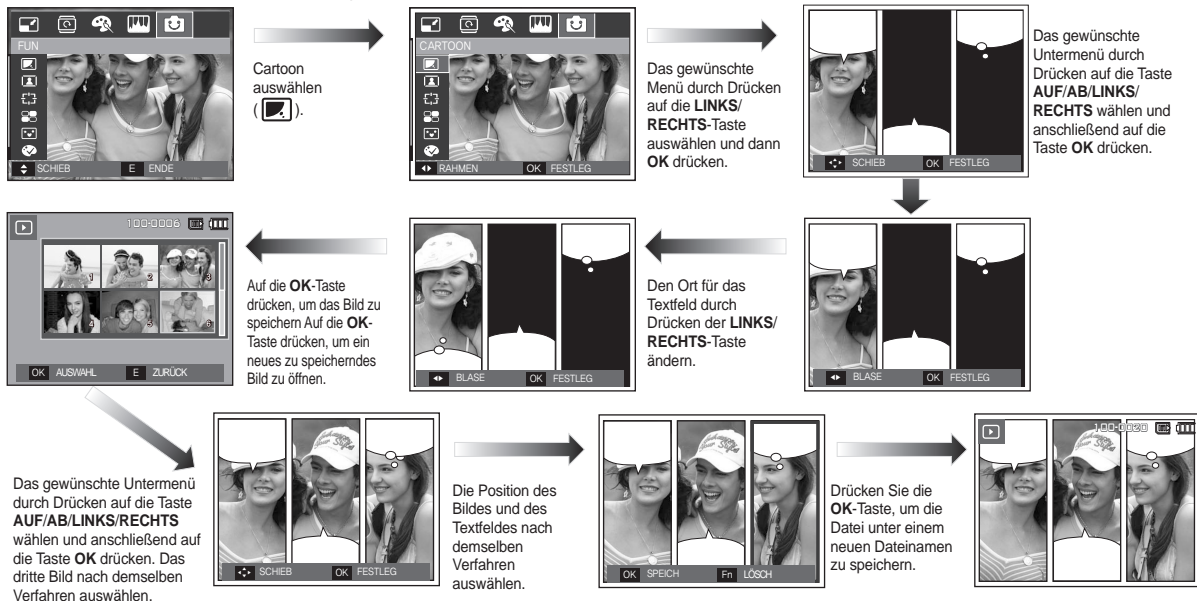 FUN
SCHIEB E ENDE
Cartoon
auswählen
( ).
CARTOON
RAHMEN OK FESTLEG
Das gewünschte
Menü durch Drücken
auf die LINKS/
RECHTS-Taste
auswählen und dann
OK drücken.
SCHIEB OK FESTLEG
Das gewünschte
Untermenü durch
Drücken auf die Taste
AUF/AB/LINKS/
RECHTS wählen und
anschließend auf die
Taste OK drücken.
BLASE OK FESTLEG
Den Ort für das
Textfeld durch
Drücken der LINKS/
RECHTS-Taste
ändern.
BLASE OK FESTLEG
Auf die OK-Taste
drücken, um das Bild zu
speichern Auf die OK-
Taste drücken, um ein
neues zu speicherndes
Bild zu öffnen.
100-0006
1 2 3
4 5 6
OK AUSWAHL E ZURÜCK
Das gewünschte Untermenü
durch Drücken auf die Taste
AUF/AB/LINKS/RECHTS
wählen und anschließend auf
die Taste OK drücken. Das
dritte Bild nach demselben
Verfahren auswählen.
SCHIEB OK FESTLEG
Die Position des
Bildes und des
Textfeldes nach
demselben
Verfahren
auswählen.
OK SPEICH Fn LÖSCH
Drücken Sie die
OK-Taste, um die
Datei unter einem
neuen Dateinamen
zu speichern.
100-0020